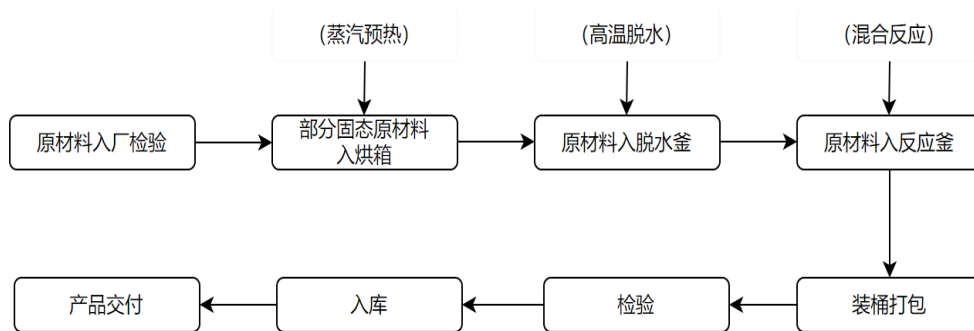 （蒸汽预热）
（高温脱水）
（混合反应）
原材料入厂检验
部分固态原材料
入烘箱
原材料入脱水釜
原材料入反应釜
产品交付
入库
检验
装桶打包